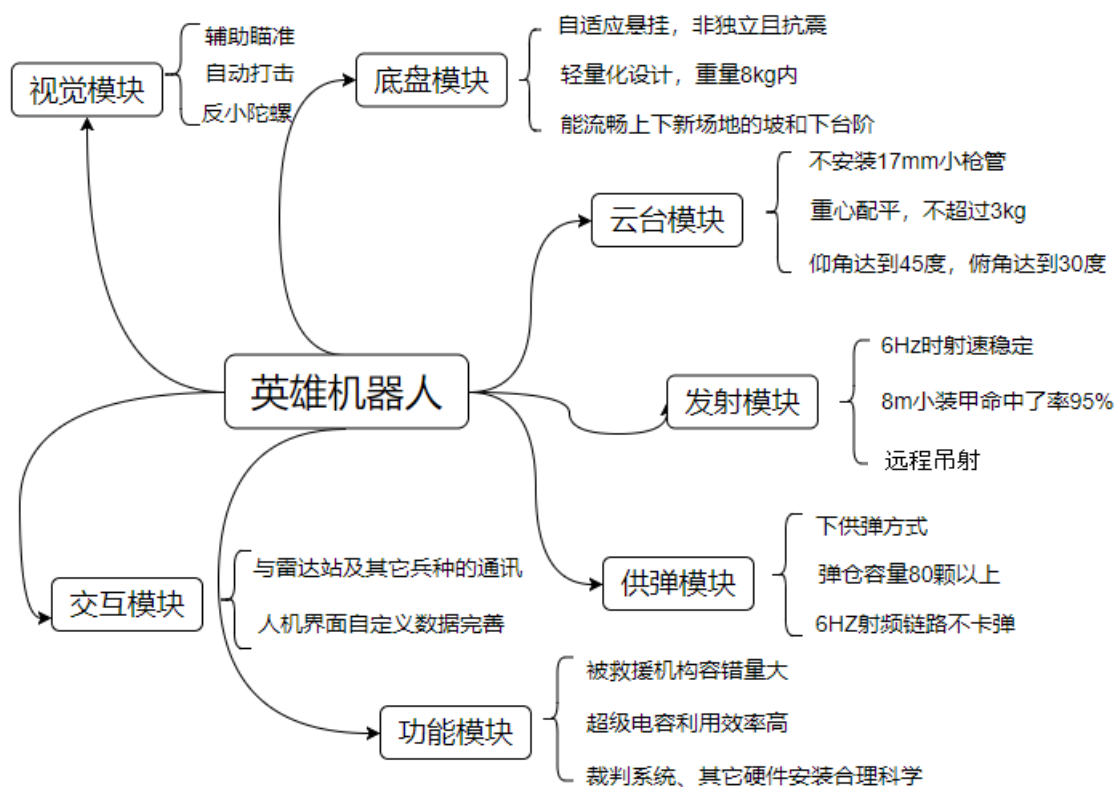 视觉模块
辅助瞄准
自动打击
反小陀螺
底盘模块
自适应悬挂，非独立且抗震
轻量化设计，重量8kg内
能流畅上下新场地的坡和下台阶
云台模块
不安装17mm小枪管
重心配平，不超过3kg
仰角达到45度，俯角达到30度
英雄机器人
发射模块
6Hz时射速稳定
8m小装甲命中了率95%
远程吊射
供弹模块
下供弹方式
弹仓容量80颗以上
6HZ射频链路不卡弹
交互模块
与雷达站及其它兵种的通讯
人机界面自定义数据完善
功能模块
被救援机构容错量大
超级电容利用效率高
裁判系统、其它硬件安装合理科学